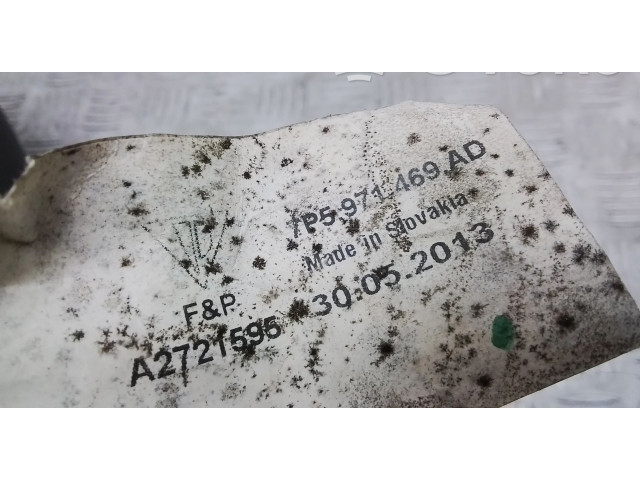 7P5 971 469 AD
Made in Slovakia
30.05.2013
F&P
A2721595